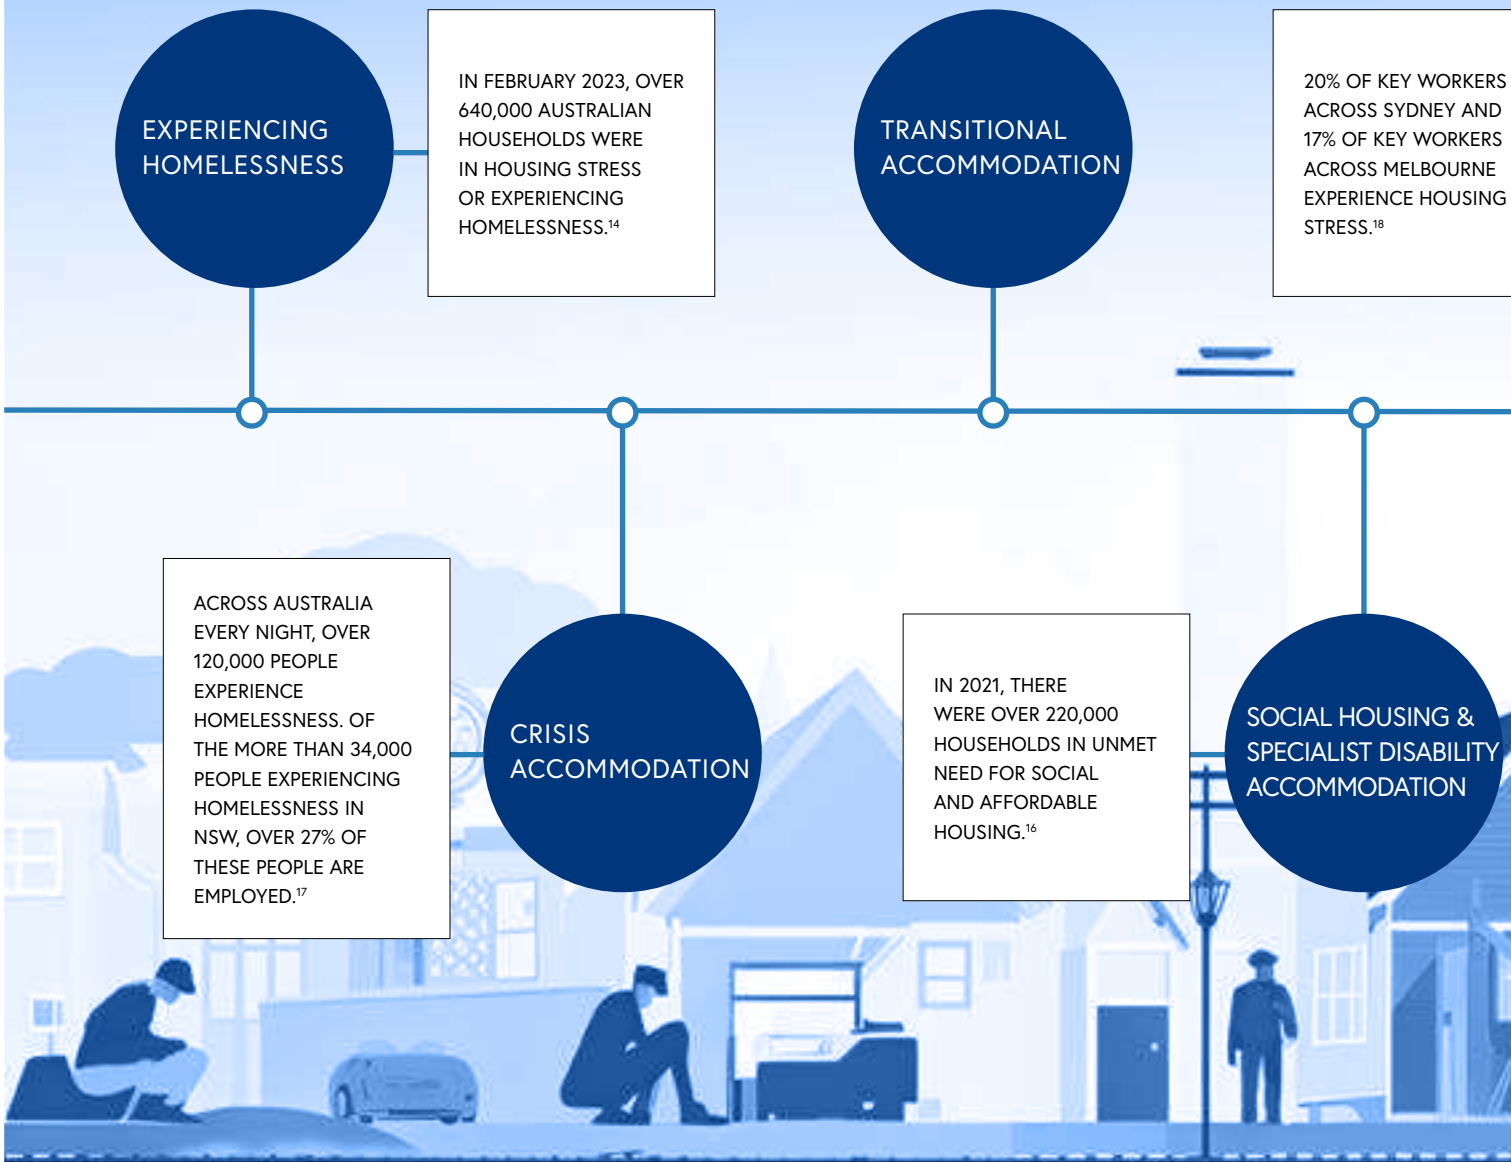 EXPERIENCING
HOMELESSNESS
IN FEBRUARY 2023, OVER
640,000 AUSTRALIAN
HOUSEHOLDS WERE
IN HOUSING STRESS
OR EXPERIENCING
HOMELESSNESS.14
TRANSITIONAL
ACCOMMODATION
20% OF KEY WORKERS
ACROSS SYDNEY AND
17% OF KEY WORKERS
ACROSS MELBOURNE
EXPERIENCE HOUSING
STRESS.18
ACROSS AUSTRALIA
EVERY NIGHT, OVER
120,000 PEOPLE
EXPERIENCE
HOMELESSNESS. OF
THE MORE THAN 34,000
PEOPLE EXPERIENCING
HOMELESSNESS IN
NSW, OVER 27% OF
THESE PEOPLE ARE
EMPLOYED.17
CRISIS
ACCOMMODATION
IN 2021, THERE
WERE OVER 220,000
HOUSEHOLDS IN UNMET
NEED FOR SOCIAL
AND AFFORDABLE
HOUSING.16
SOCIAL HOUSING &
SPECIALIST DISABILITY
ACCOMMODATION